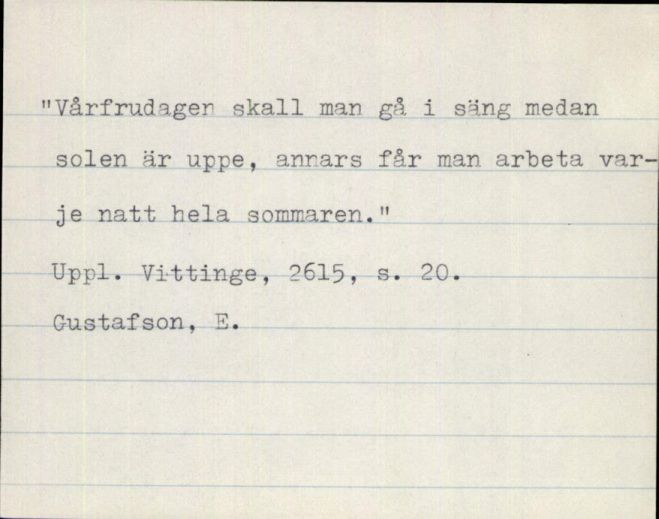 "Vårfrudagen skall man gå i säng medan
solen är uppe, annars får man arbeta var-
je natt hela sommaren."
Uppl. Vittinge, 2615, s. 20.
Gustafson, E.